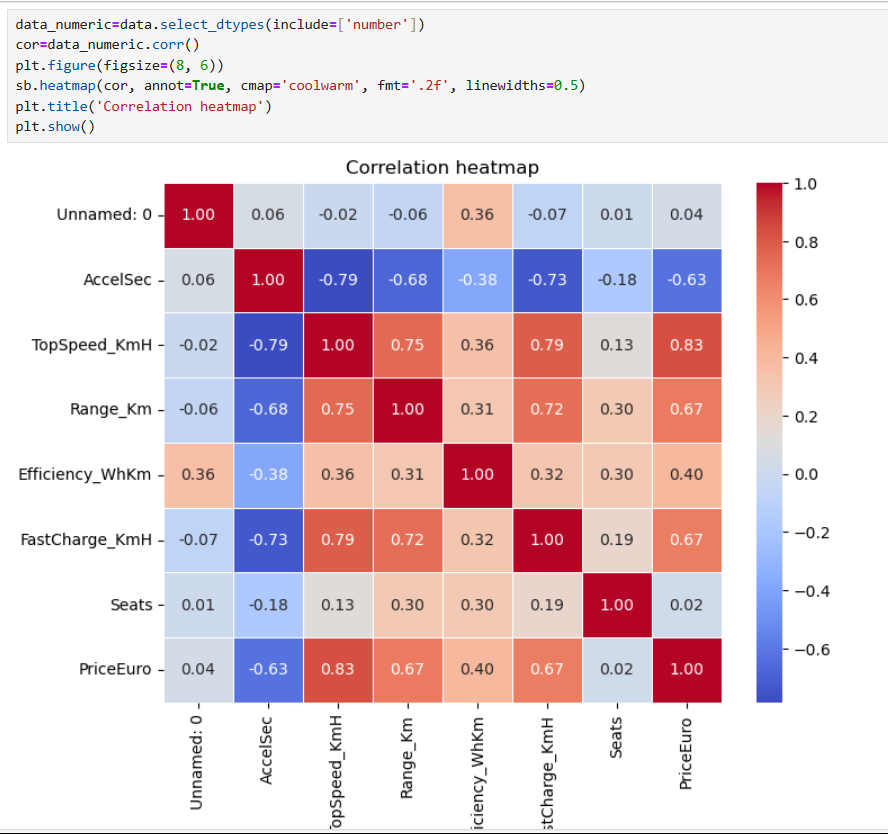 data_numeric=data.select_dtypes(include=['number'])
cor=data_numeric.corr()
plt.figure(figsize=(8, 6))
sb.heatmap(cor, annot=True, cmap='coolwarm', fmt='.2f', linewidths=0.5)
plt.title('Correlation heatmap')
plt.show()
Correlation heatmap
Unnamed: 0 1.00 0.06 -0.02 -0.06 0.36 -0.07 0.01 0.04
AccelSec 0.06 1.00 -0.79 -0.68 -0.38 -0.73 -0.18 -0.63
TopSpeed_KmH -0.02 -0.79 1.00 0.75 0.36 0.79 0.13 0.83
Range_Km -0.06 -0.68 0.75 1.00 0.31 0.72 0.30 0.67
Efficiency_WhKm 0.36 -0.38 0.36 0.31 1.00 0.32 0.30 0.40
FastCharge_KmH -0.07 -0.73 0.79 0.72 0.32 1.00 0.19 0.67
Seats 0.01 -0.18 0.13 0.30 0.30 0.19 1.00 0.02
PriceEuro 0.04 -0.63 0.83 0.67 0.40 0.67 0.02 1.00
Unnamed: 0
AccelSec
opSpeed_KmH
Range_Km
iciency_WhKm
stCharge_KmH
Seats
PriceEuro
1.0
0.8
0.6
0.4
0.2
0.0
−0.2
−0.4
−0.6